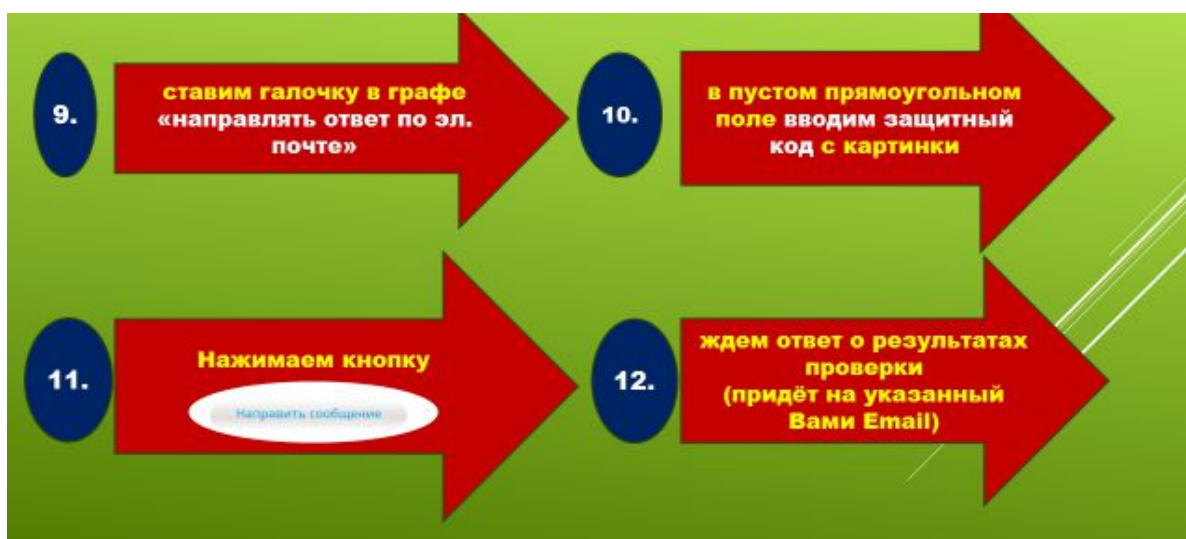 9.
ставим галочку в графе
«направлять ответ по эл.
почте»
10.
в пустом прямоугольном
поле вводим защитный
код с картинки
11.
Нажимаем кнопку
Направить сообщение
12.
ждем ответ о результатах
проверки
(придёт на указанный
Вами Email)